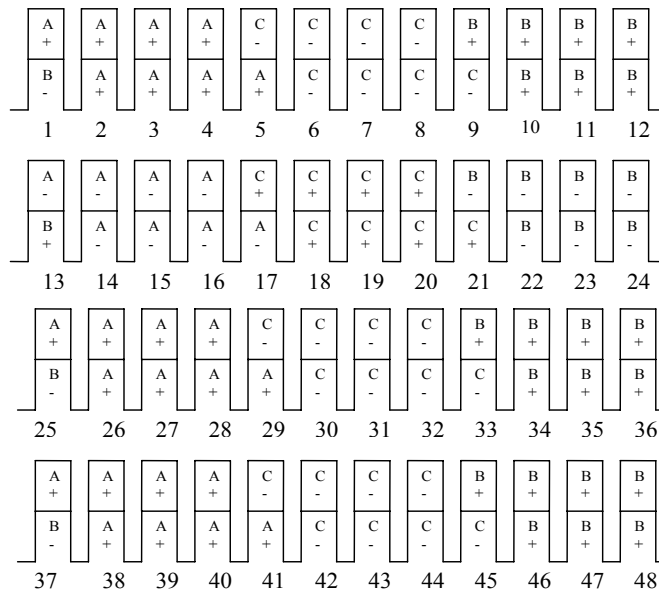 A A A A C C C C B B B B
+ + + + - - - - + + + +
B A A A A C C C C B B B
- + + + + - - - - + + +
1 2 3 4 5 6 7 8 9 10 11 12
A A A A C C C C B B B B
- - - - + + + + - - - -
B A A A A C C C C B B B
+ - - - - + + + + - - -
13 14 15 16 17 18 19 20 21 22 23 24
A A A A C C C C B B B B
+ + + + - - - - + + + +
B A A A A C C C C B B B
- + + + + - - - - + + +
25 26 27 28 29 30 31 32 33 34 35 36
A A A A C C C C B B B B
+ + + + - - - - + + + +
B A A A A C C C C B B B
- + + + + - - - - + + +
37 38 39 40 41 42 43 44 45 46 47 48